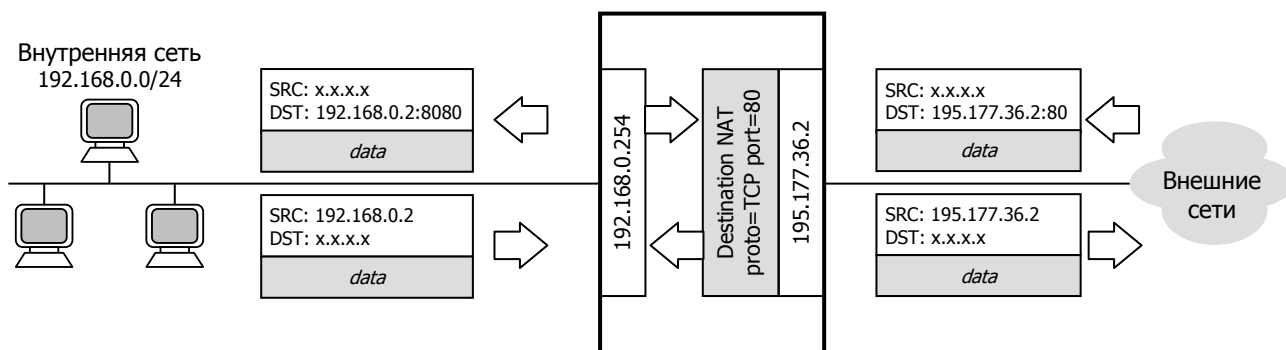 Внутренняя сеть
192.168.0.0/24
SRC: x.x.x.x
DST: 192.168.0.2:8080
data
SRC: 192.168.0.2
DST: x.x.x.x
data
192.168.0.254
Destination NAT
proto=TCP port=80
195.177.36.2
SRC: x.x.x.x
DST: 195.177.36.2:80
data
SRC: 195.177.36.2
DST: x.x.x.x
data
Внешние
сети